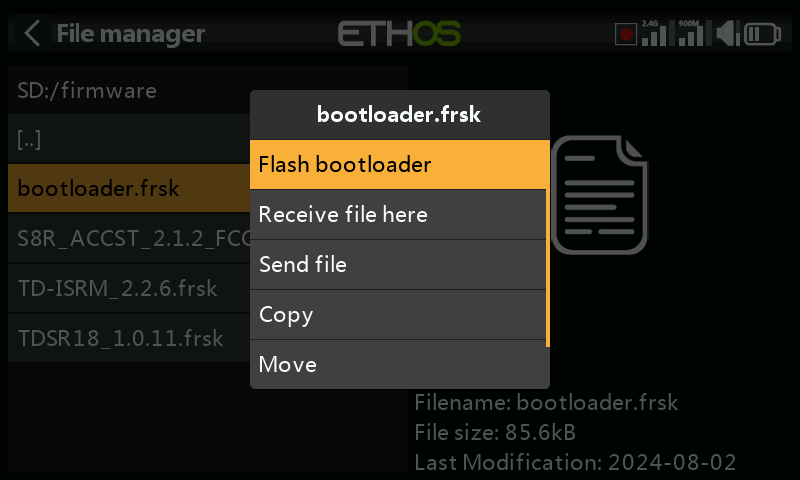 File manager
ETHOS
2.4G
900M
SD:/firmware
[..]
bootloader.frsk
S8R_ACCST_2.1.2_FCC
TD-ISRM_2.2.6.frsk
TDSR18_1.0.11.frsk
bootloader.frsk
Flash bootloader
Receive file here
Send file
Copy
Move
Filename: bootloader.frsk
File size: 85.6kB
Last Modification: 2024-08-02